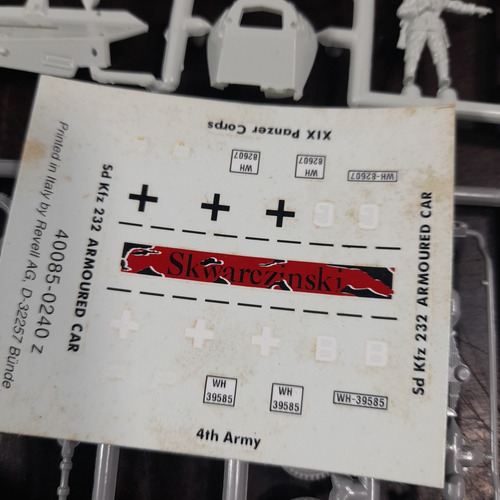 XIX Panzer Corps
WH
82607
WH
82607
WH-82607
G
G
Skwarczinski
B
B
WH
39585
WH
39585
WH-39585
4th Army
Sd Kfz 232 ARMOURED CAR
Sd Kfz 232 ARMOURED CAR
40085-0240 Z
Printed in Italy by Revell AG, D-32257 Bünde